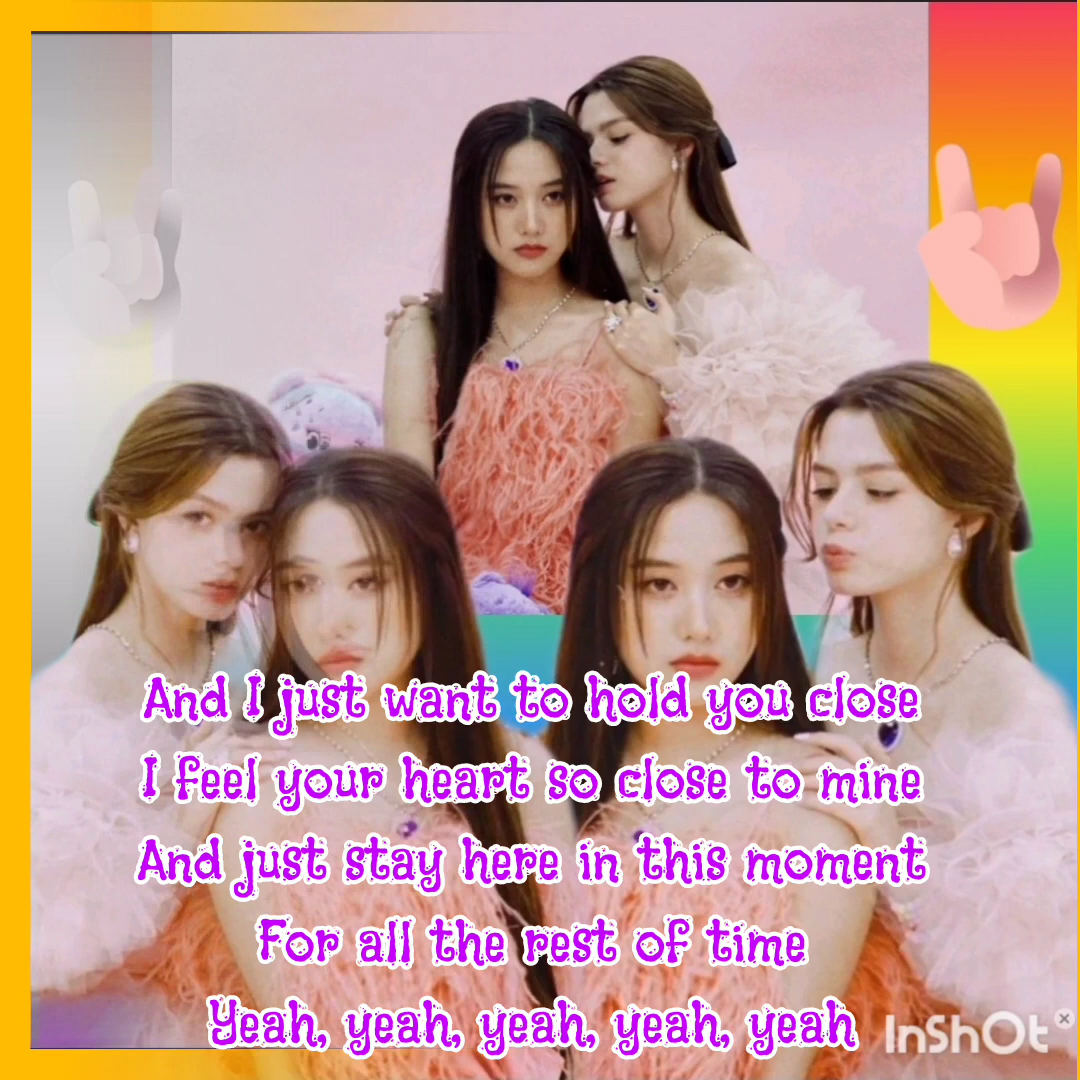 And I just want to hold you close
I feel your heart so close to mine
And just stay here in this moment
For all the rest of time
Yeah, yeah, yeah, yeah, yeah
InShOt